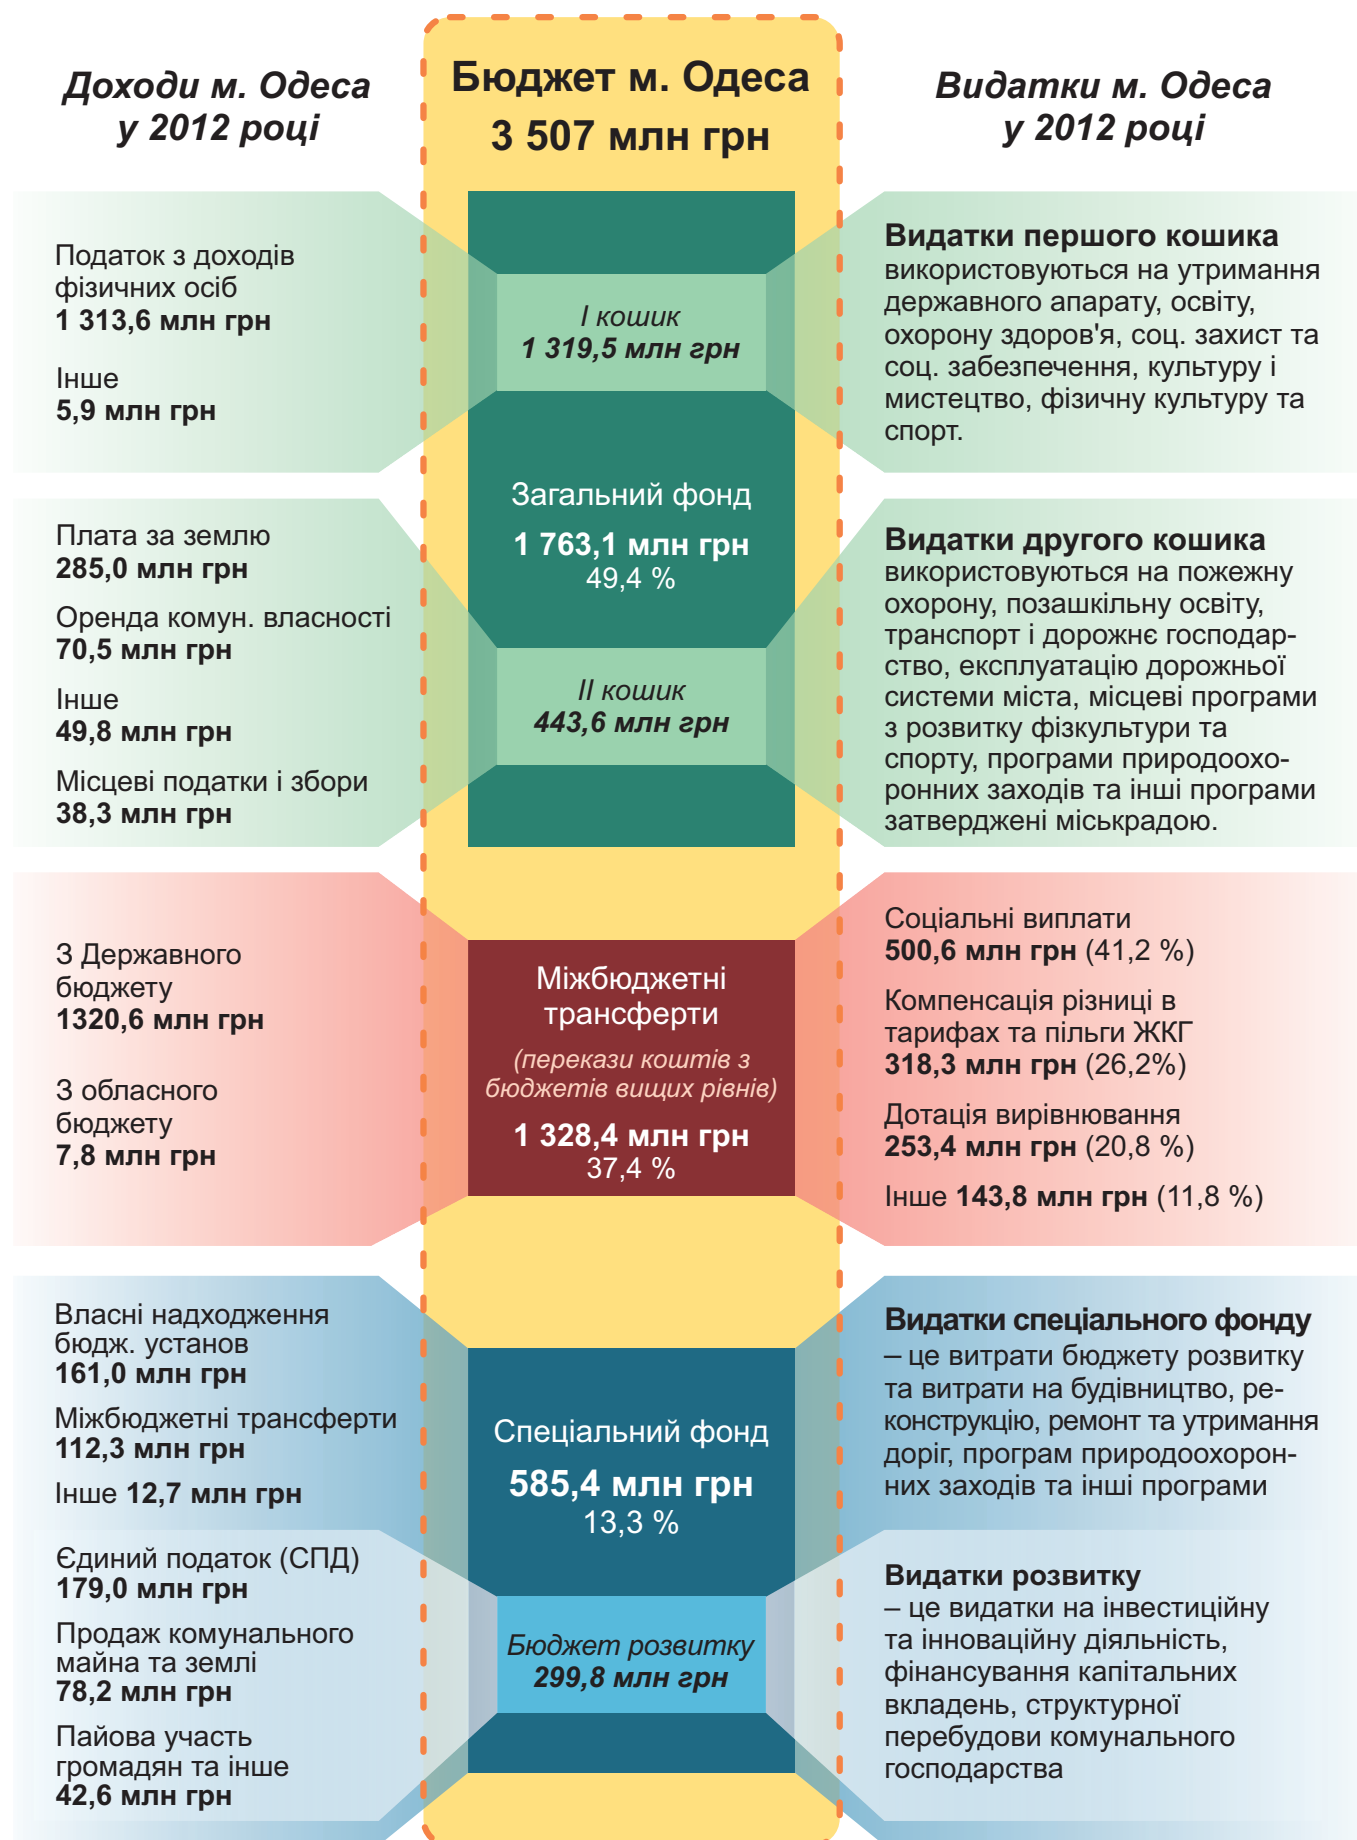 Доходи м. Одеса
у 2012 році
Бюджет м. Одеса
3 507 млн грн
Видатки м. Одеса
у 2012 році
Податок з доходів
фізичних осіб
1 313,6 млн грн
Інше
5,9 млн грн
І кошик
1 319,5 млн грн
Видатки першого кошика
використовуються на утримання
державного апарату, освіту,
охорону здоров'я, соц. захист та
соц. забезпечення, культуру і
мистецтво, фізичну культуру та
спорт.
Загальний фонд
1 763,1 млн грн
49,4 %
Плата за землю
285,0 млн грн
Оренда комун. власності
70,5 млн грн
Інше
49,8 млн грн
Місцеві податки і збори
38,3 млн грн
ІІ кошик
443,6 млн грн
Видатки другого кошика
використовуються на пожежну
охорону, позашкільну освіту,
транспорт і дорожнє господар-
ство, експлуатацію дорожньої
системи міста, місцеві програми
з розвитку фізкультури та
спорту, програми природоохо-
ронних заходів та інші програми
затверджені міськрадою.
З Державного
бюджету
1320,6 млн грн
З обласного
бюджету
7,8 млн грн
Міжбюджетні
трансферти
(перекази коштів з
бюджетів вищих рівнів)
1 328,4 млн грн
37,4 %
Соціальні виплати
500,6 млн грн (41,2 %)
Компенсація різниці в
тарифах та пільги ЖКГ
318,3 млн грн (26,2%)
Дотація вирівнювання
253,4 млн грн (20,8 %)
Інше 143,8 млн грн (11,8 %)
Власні надходження
бюдж. установ
161,0 млн грн
Міжбюджетні трансферти
112,3 млн грн
Інше 12,7 млн грн
Спеціальний фонд
585,4 млн грн
13,3 %
Видатки спеціального фонду
– це витрати бюджету розвитку
та витрати на будівництво, ре-
конструкцію, ремонт та утримання
доріг, програм природоохорон-
них заходів та інші програми
Єдиний податок (СПД)
179,0 млн грн
Продаж комунального
майна та землі
78,2 млн грн
Пайова участь
громадян та інше
42,6 млн грн
Бюджет розвитку
299,8 млн грн
Видатки розвитку
– це видатки на інвестиційну
та інноваційну діяльність,
фінансування капітальних
вкладень, структурної
перебудови комунального
господарства